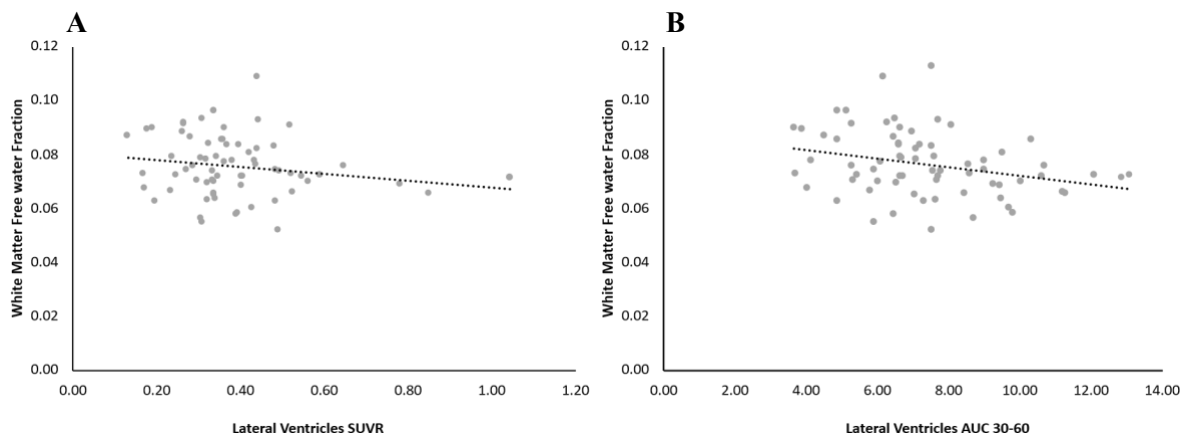 A
0.12
0.10
0.08
0.06
0.04
0.02
0.00
White Matter Free water Fraction
0.00 0.20 0.40 0.60 0.80 1.00 1.20
Lateral Ventricles SUVR
B
0.12
0.10
0.08
0.06
0.04
0.02
0.00
White Matter Free water Fraction
0.00 2.00 4.00 6.00 8.00 10.00 12.00 14.00
Lateral Ventricles AUC 30-60